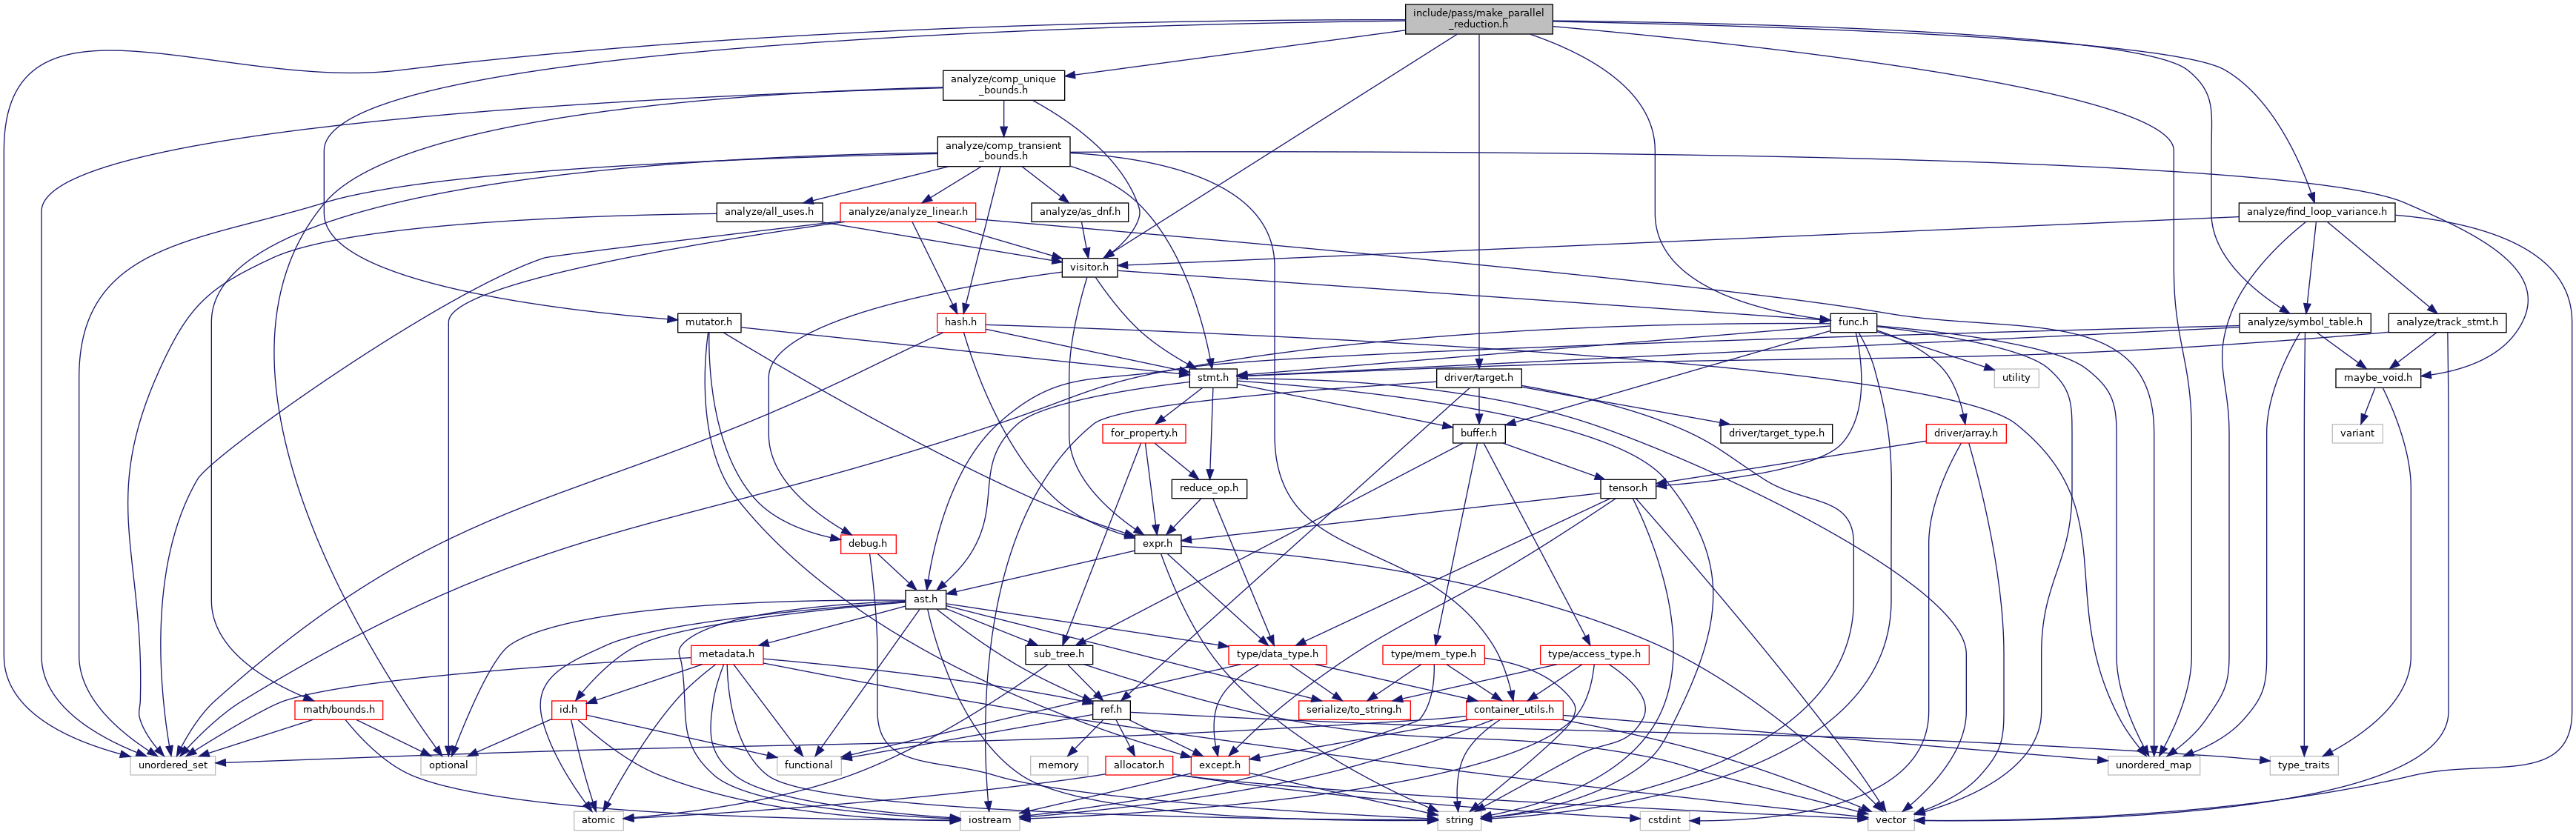 include/pass/make_parallel
_reduction.h
analyze/comp_unique
_bounds.h
analyze/comp_transient
_bounds.h
analyze/all_uses.h
analyze/analyze_linear.h
analyze/as_dnf.h
analyze/find_loop_variance.h
visitor.h
mutator.h
hash.h
func.h
analyze/symbol_table.h
analyze/track_stmt.h
stmt.h
driver/target.h
utility
maybe_void.h
for_property.h
buffer.h
driver/target_type.h
driver/array.h
variant
reduce_op.h
tensor.h
debug.h
expr.h
ast.h
metadata.h
sub_tree.h
type/data_type.h
type/mem_type.h
type/access_type.h
math/bounds.h
id.h
ref.h
serialize/to_string.h
container_utils.h
unordered_set
optional
functional
memory
allocator.h
except.h
unordered_map
type_traits
atomic
iostream
string
cstdint
vector